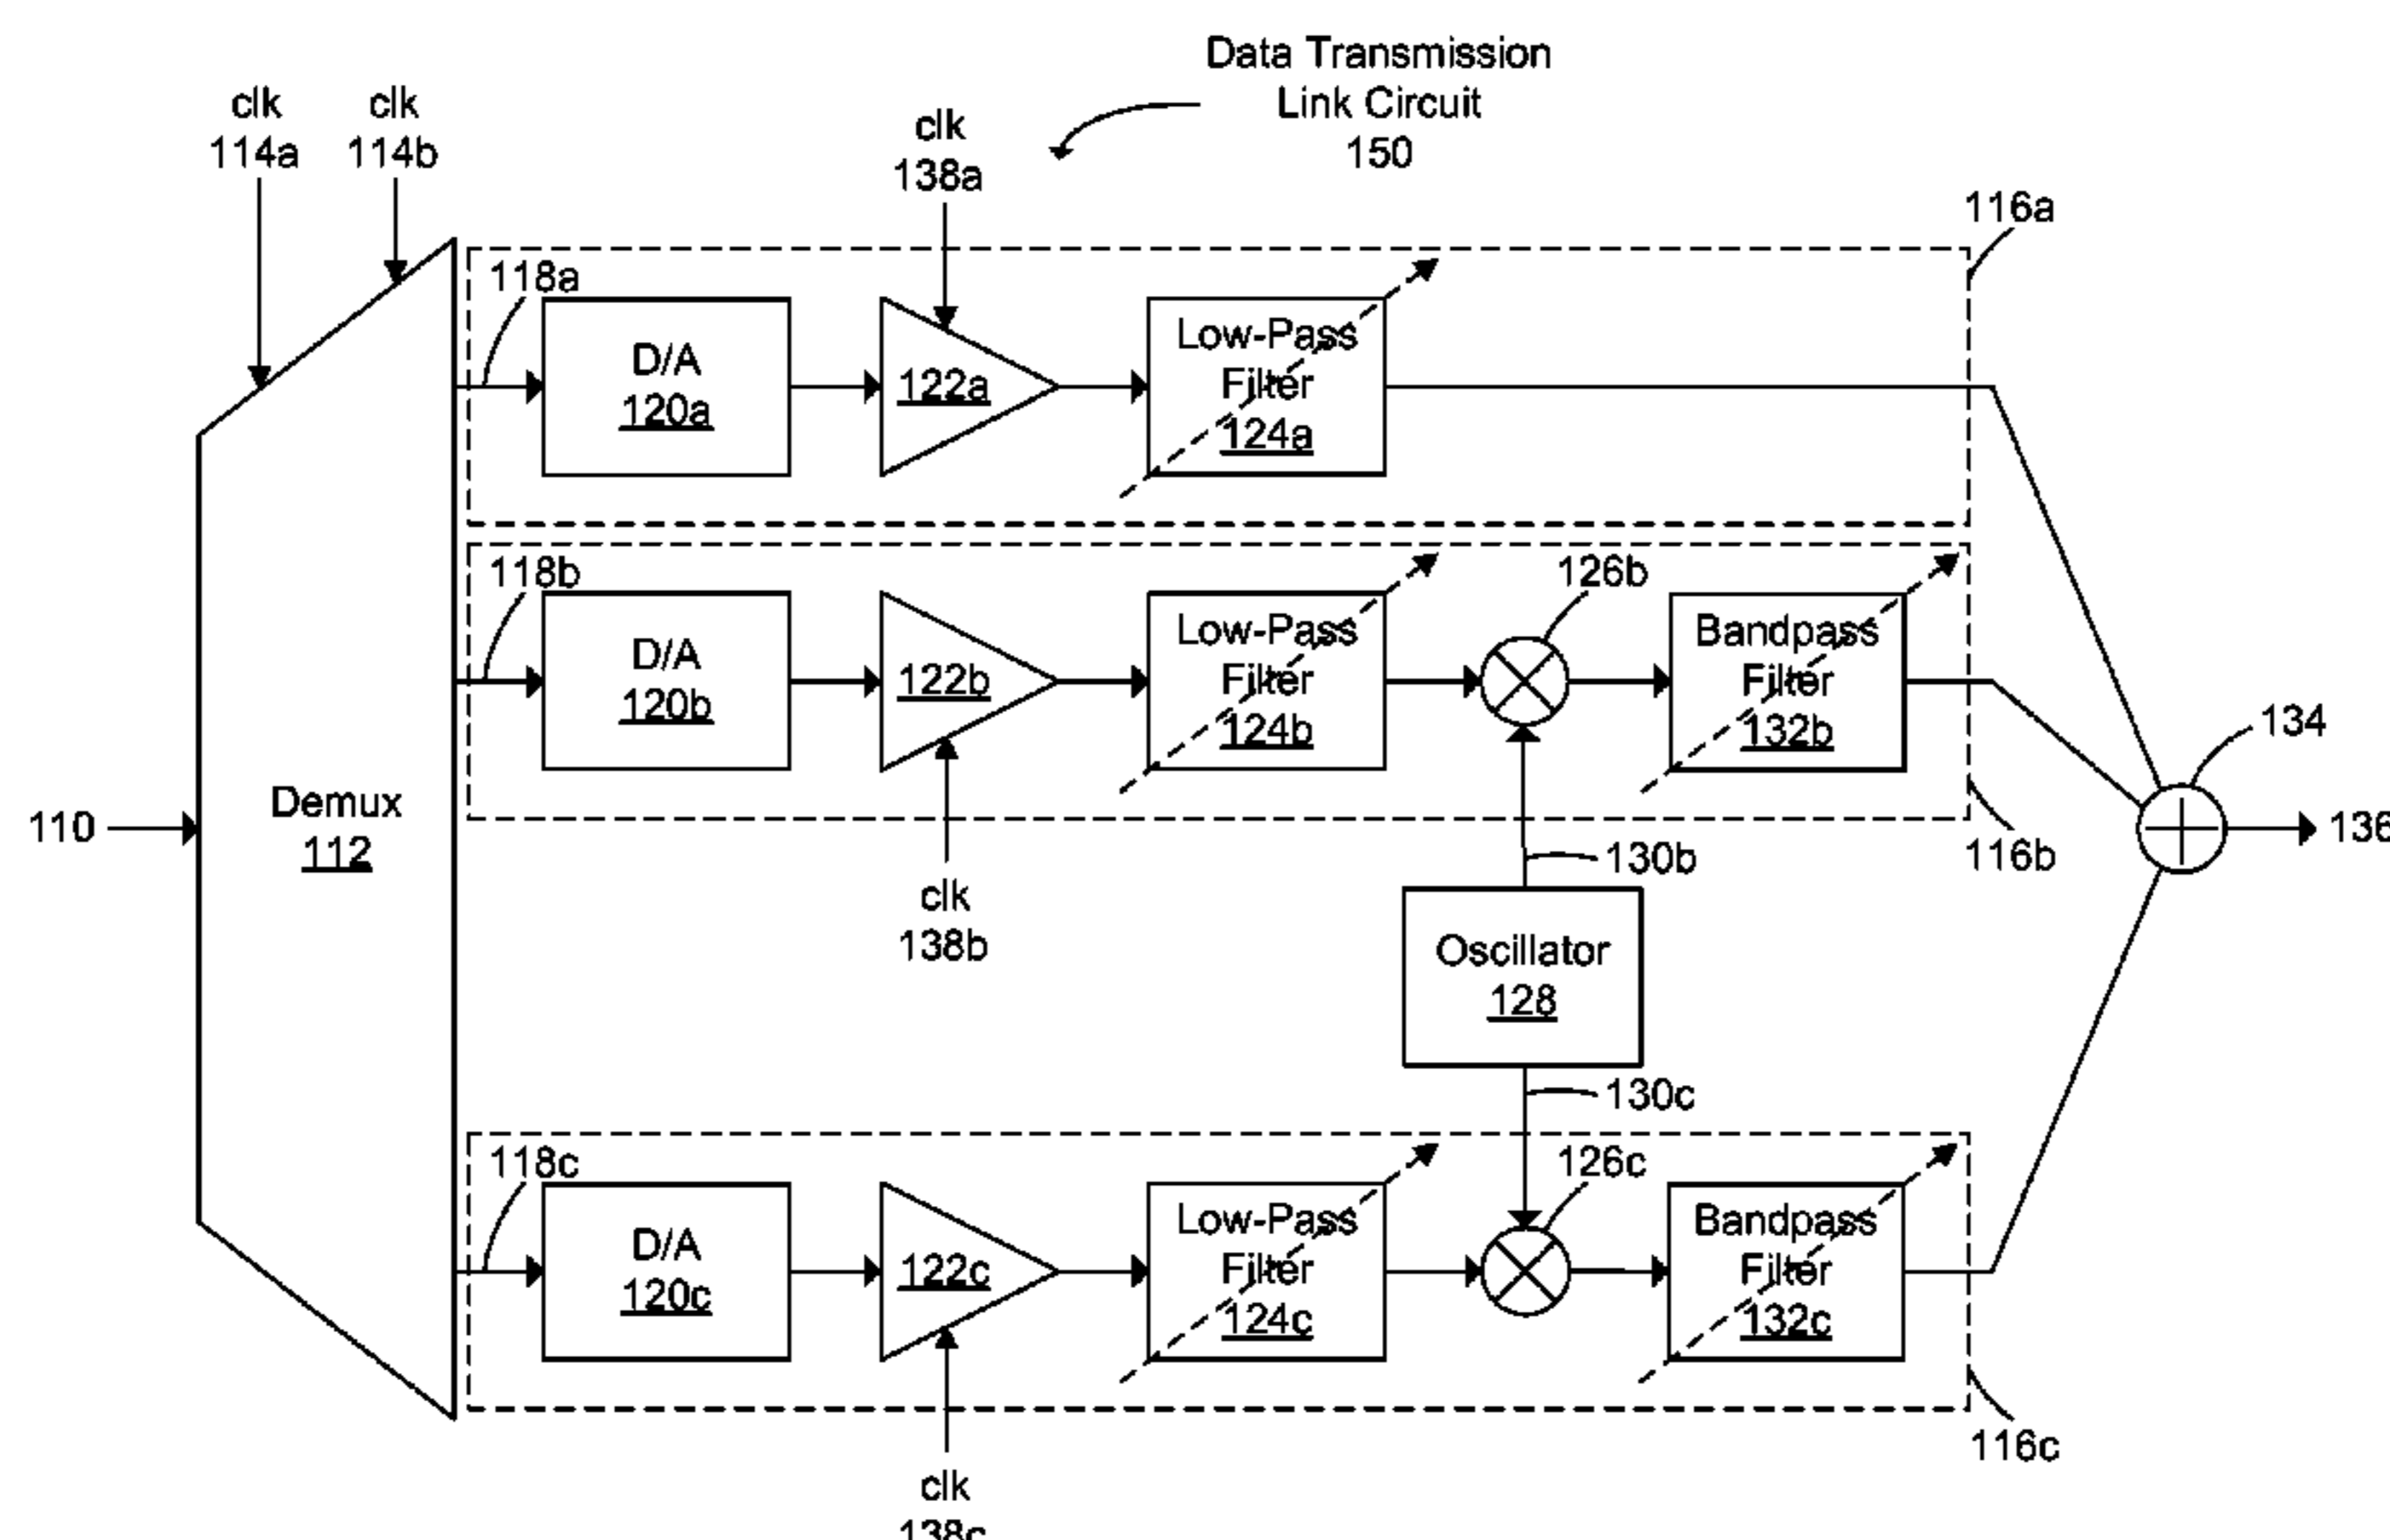 Data Transmission
Link Circuit
150
clk
114a
clk
114b
clk
138a
116a
118a
D/A
120a
122a
Low-Pass
Filter
124a
118b
D/A
120b
122b
Low-Pass
Filter
124b
126b
Bandpass
Filter
132b
134
110
Demux
112
136
clk
138b
130b
116b
Oscillator
128
130c
118c
D/A
120c
122c
Low-Pass
Filter
124c
126c
Bandpass
Filter
132c
116c
clk
138c